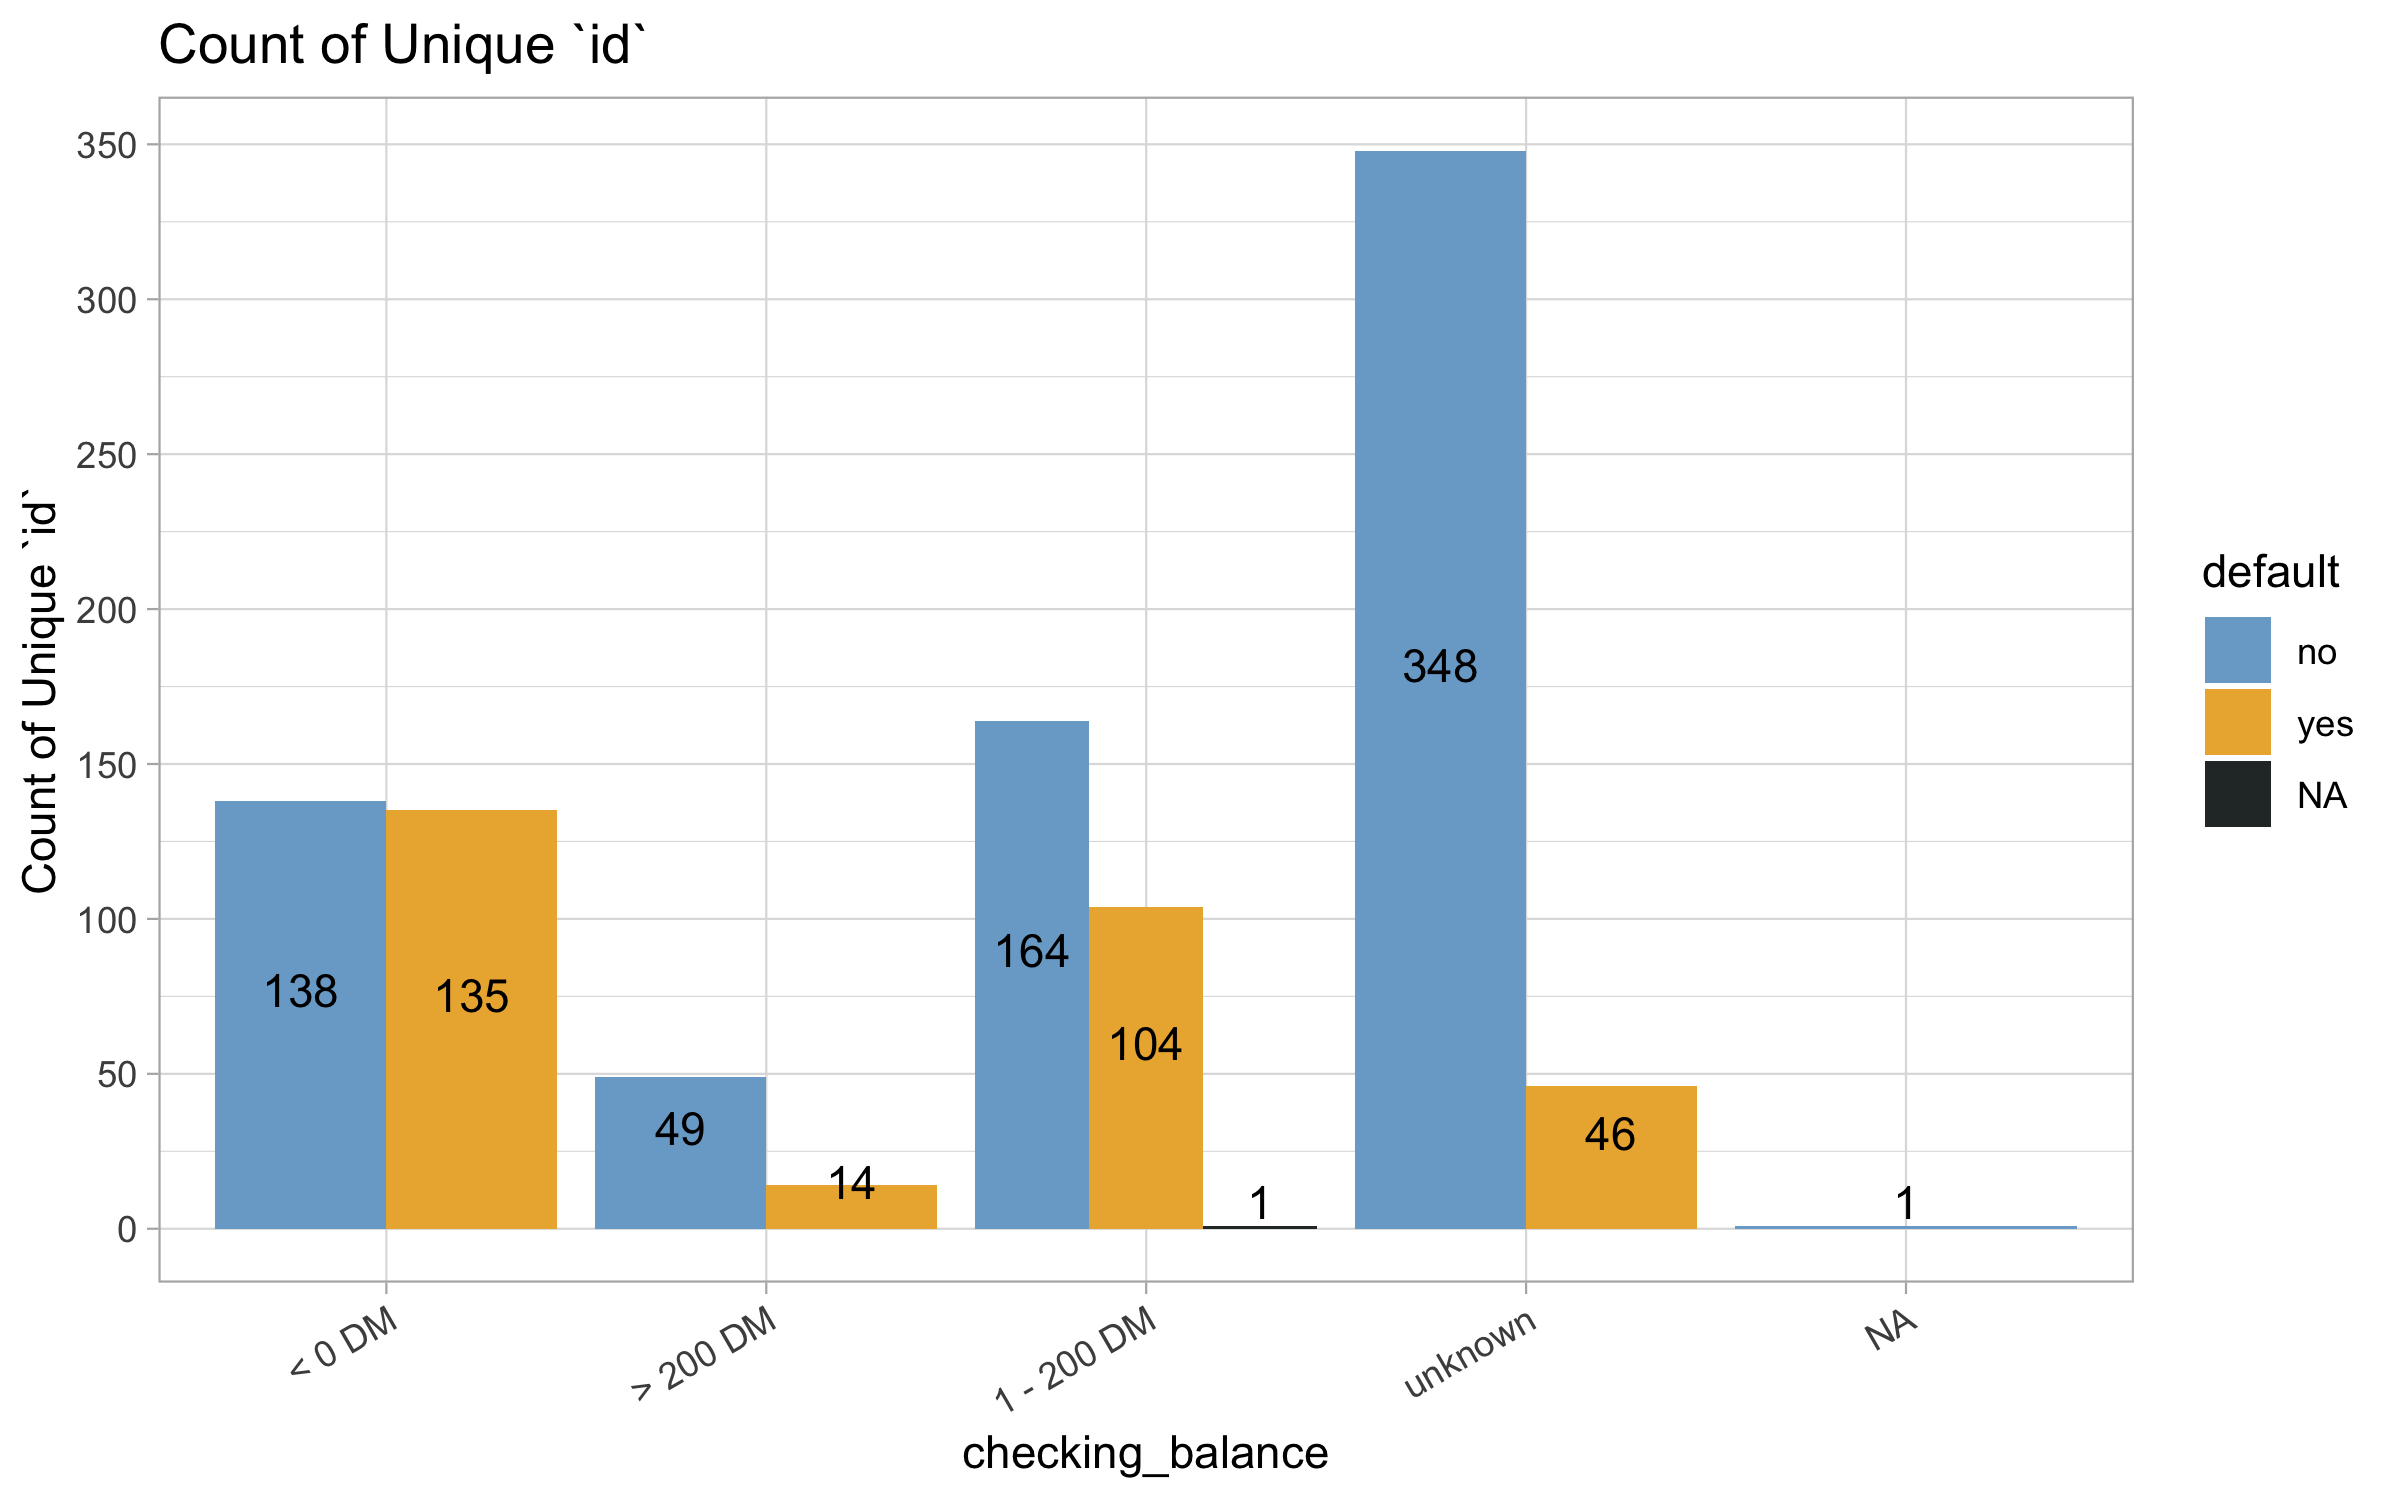 Count of Unique `id`
Count of Unique `id`
350
300
250
200
150
100
50
0
138
135
49
14
164
104
1
348
46
1
< 0 DM
> 200 DM
1 - 200 DM
unknown
NA
checking_balance
default
no
yes
NA